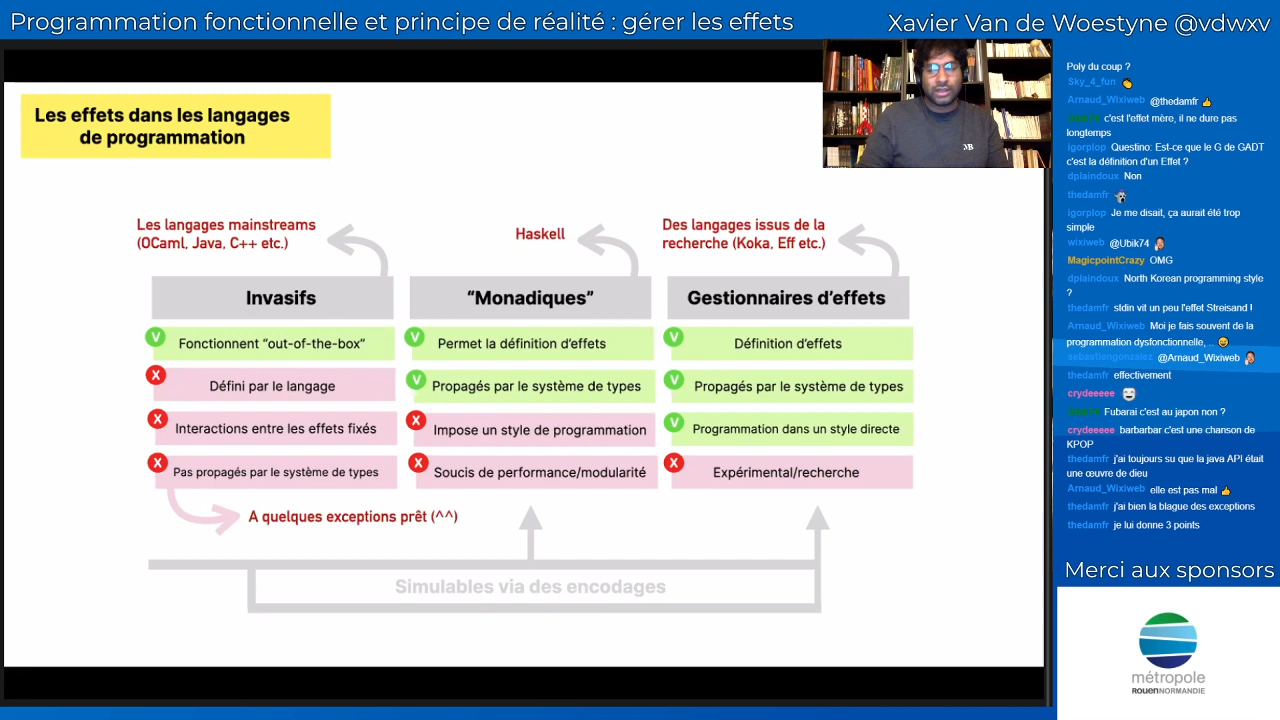 Programmation fonctionnelle et principe de réalité : gérer les effets
Xavier Van de Woestyne @vdwxv
Les effets dans les langages
de programmation
Les langages mainstreams
(OCaml, Java, C++ etc.)
Haskell
Des langages issus de la
recherche (Koka, Eff etc.)
Invasifs
“Monadiques”
Gestionnaires d’effets
V Fonctionnent “out-of-the-box”
V Permet la définition d’effets
V Définition d’effets
X Défini par le langage
V Propagés par le système de types
V Propagés par le système de types
X Interactions entre les effets fixés
X Impose un style de programmation
V Programmation dans un style directe
X Pas propagés par le système de types
X Soucis de performance/modularité
X Expérimental/recherche
A quelques exceptions prêt (^^)
Simulables via des encodages
MB
Poly du coup ?
Sky_4_fun
Arnaud_Wixiweb @thedamfr
c'est l'effet mère, il ne dure pas
longtemps
igorplop Questino: Est-ce que le G de GADT
c'est la définition d'un Effet ?
dplaindoux Non
thedamfr
igorplop Je me disait, ça aurait été trop
simple
wixiweb @Ubik74
MagicpointCrazy OMG
dplaindoux North Korean programming style
?
thedamfr stdin vit un peu l'effet Streisand !
Arnaud_Wixiweb Moi je fais souvent de la
programmation dysfonctionnelle, ..
sebastiengonzalez @Arnaud_Wixiweb
thedamfr effectivement
crydeeeee
Fubarai c'est au japon non ?
crydeeeee barbarbar c'est une chanson de
KPOP
thedamfr j'ai toujours su que la java API était
une œuvre de dieu
Arnaud_Wixiweb elle est pas mal
thedamfr j'ai bien la blague des exceptions
thedamfr je lui donne 3 points
Merci aux sponsors
métropole
ROUENNORMANDIE